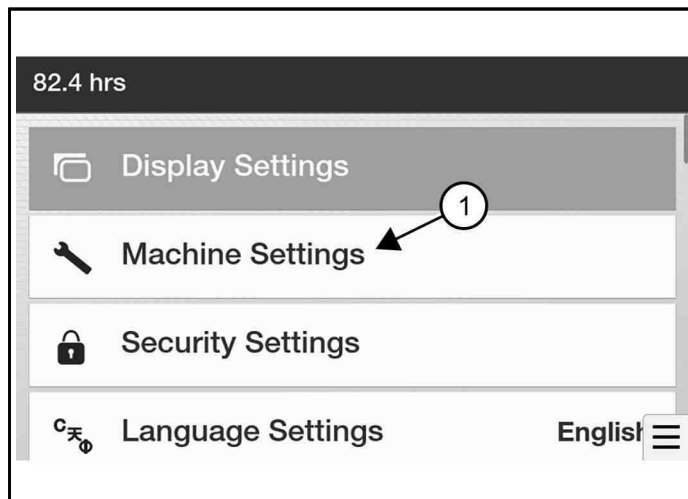 82.4 hrs
Display Settings
1
Machine Settings
Security Settings
Language Settings English